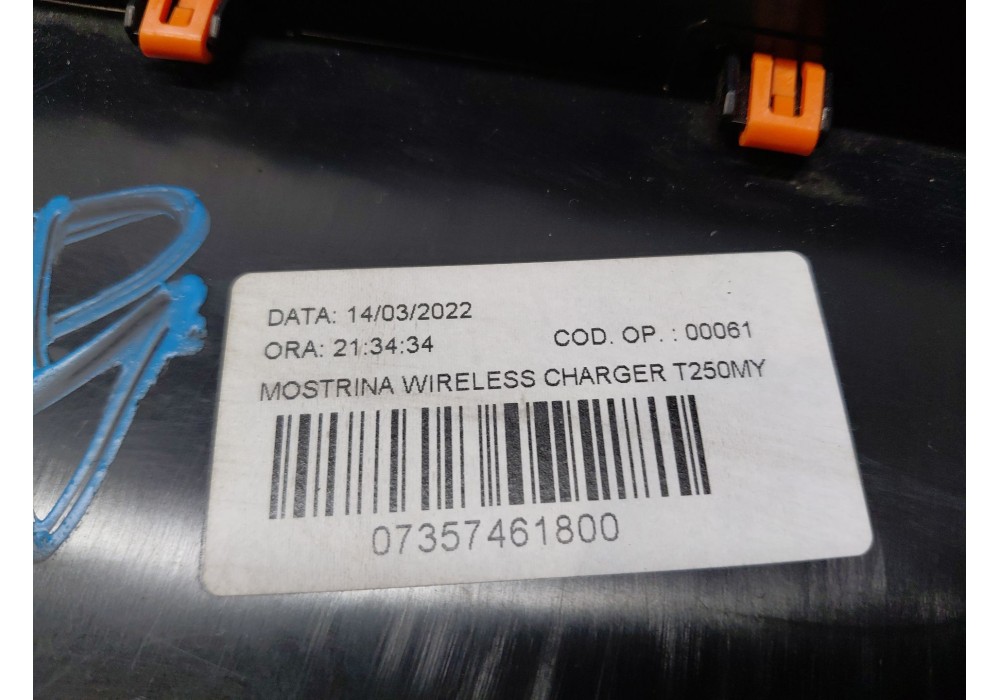 DATA: 14/03/2022
ORA: 21:34:34 COD. OP. : 00061
MOSTRINA WIRELESS CHARGER T250MY
07357461800